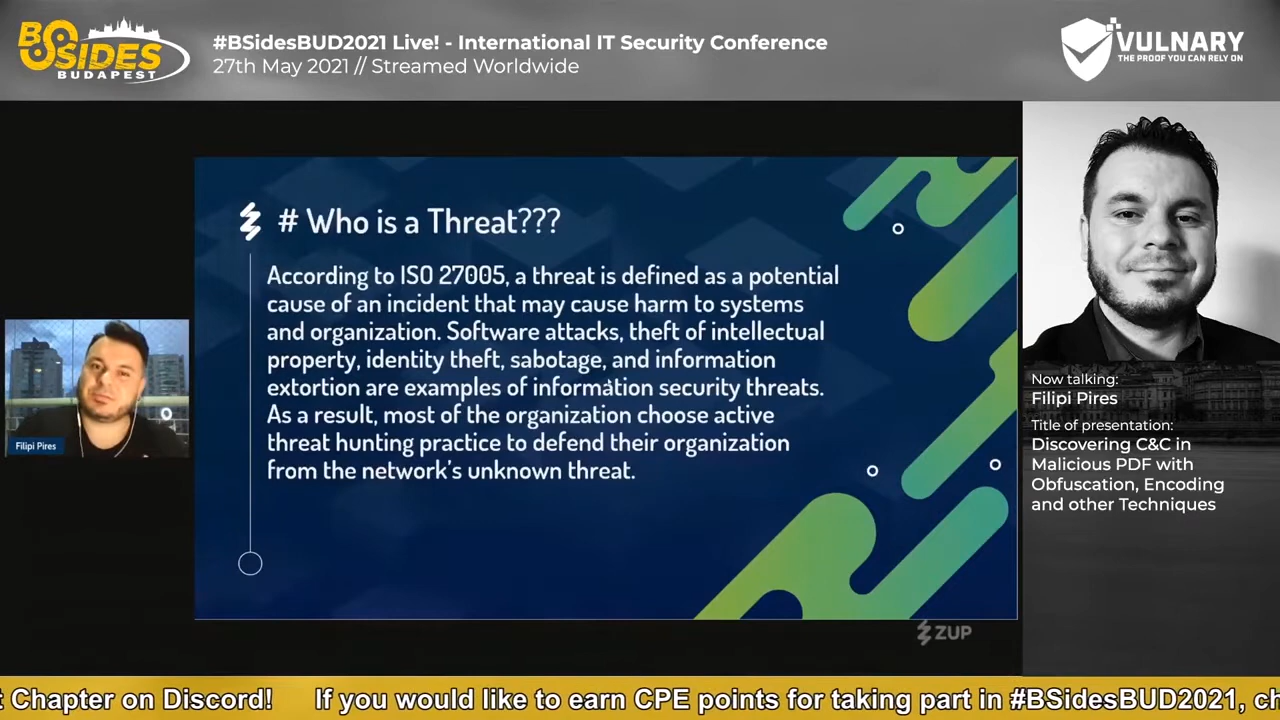 BSIDES
BUDAPEST
#BSidesBUD2021 Live! - International IT Security Conference
27th May 2021 // Streamed Worldwide
VULNARY
THE PROOF YOU CAN RELY ON
# Who is a Threat???
According to ISO 27005, a threat is defined as a potential
cause of an incident that may cause harm to systems
and organization. Software attacks, theft of intellectual
property, identity theft, sabotage, and information
extortion are examples of information security threats.
As a result, most of the organization choose active
threat hunting practice to defend their organization
from the network's unknown threat.
ZUP
Filipi Pires
Now talking:
Filipi Pires
Title of presentation:
Discovering C&C in
Malicious PDF with
Obfuscation, Encoding
and other Techniques
t Chapter on Discord! If you would like to earn CPE points for taking part in #BSidesBUD2021, ch